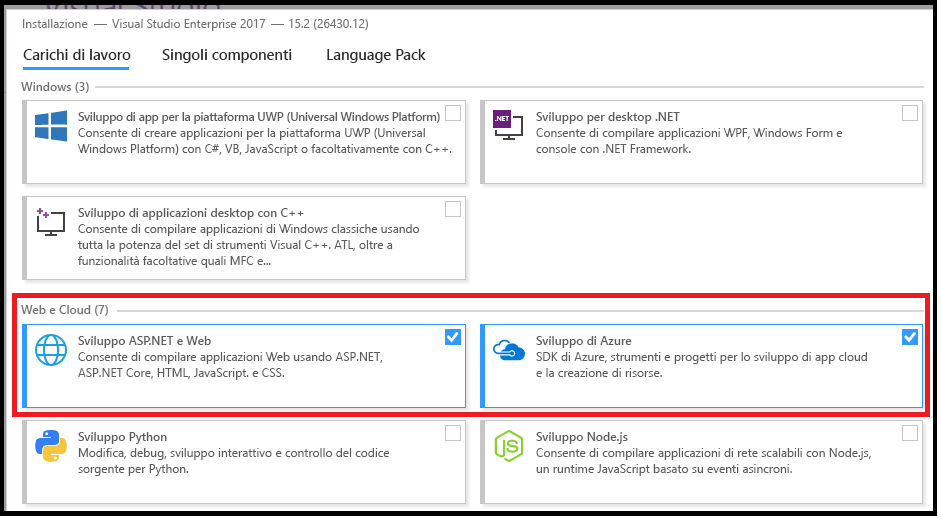 Installazione — Visual Studio Enterprise 2017 — 15.2 (26430.12)
Carichi di lavoro Singoli componenti Language Pack
Windows (3)
Sviluppo di app per la piattaforma UWP (Universal Windows Platform)
Consente di creare applicazioni per la piattaforma UWP (Universal
Windows Platform) con C#, VB, JavaScript o facoltativamente con C++.
.NET
Sviluppo per desktop .NET
Consente di compilare applicazioni WPF, Windows Form e
console con .NET Framework.
Sviluppo di applicazioni desktop con C++
Consente di compilare applicazioni di Windows classiche usando
tutta la potenza del set di strumenti Visual C++. ATL, oltre a
funzionalità facoltative quali MFC e...
Web e Cloud (7)
Sviluppo ASP.NET e Web
Consente di compilare applicazioni Web usando ASP.NET,
ASP.NET Core, HTML, JavaScript. e CSS.
Sviluppo di Azure
SDK di Azure, strumenti e progetti per lo sviluppo di app cloud
e la creazione di risorse.
Sviluppo Python
Modifica, debug, sviluppo interattivo e controllo del codice
sorgente per Python.
JS
Sviluppo Node.js
Consente di compilare applicazioni di rete scalabili con Node.js,
un runtime JavaScript basato su eventi asincroni.